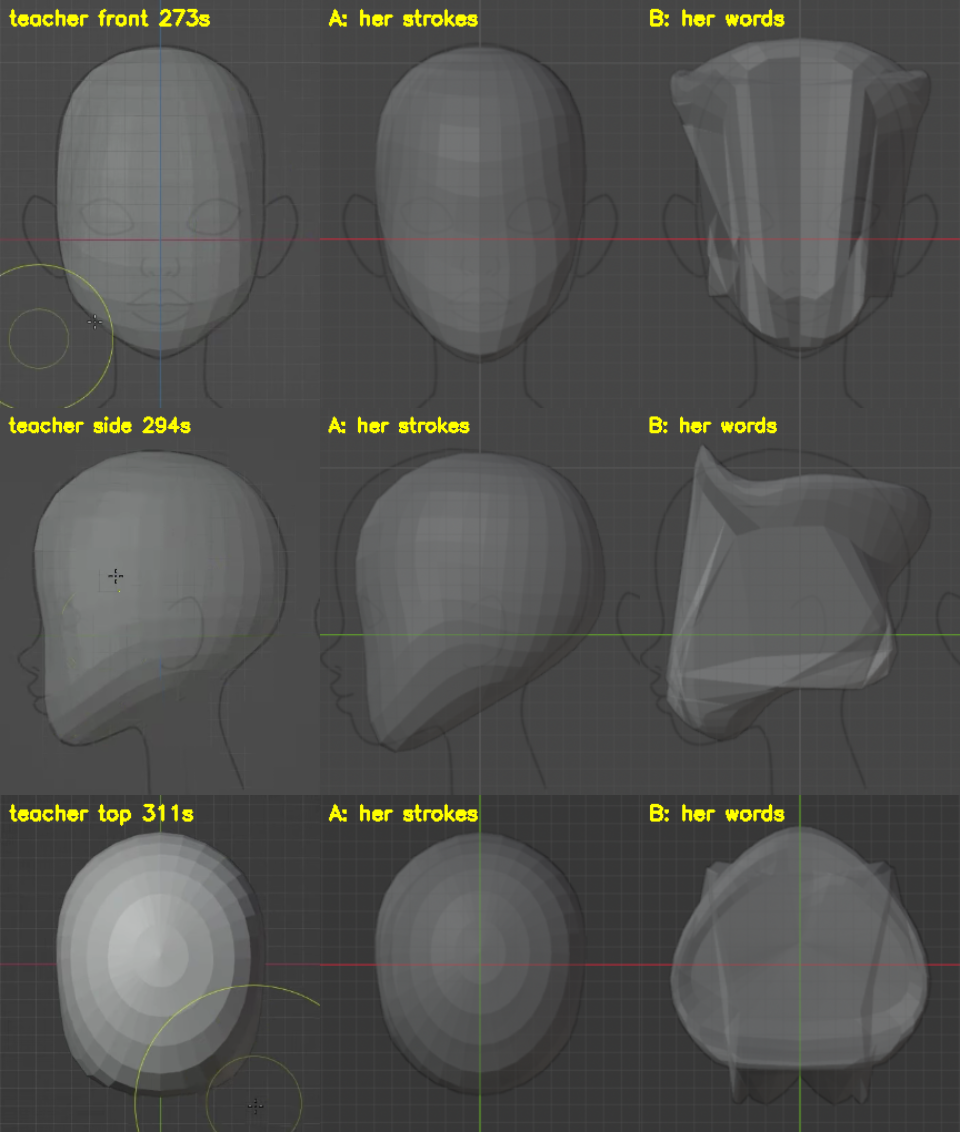 teacher front 273s
A: her strokes
B: her words
teacher side 294s
A: her strokes
B: her words
teacher top 311s
A: her strokes
B: her words